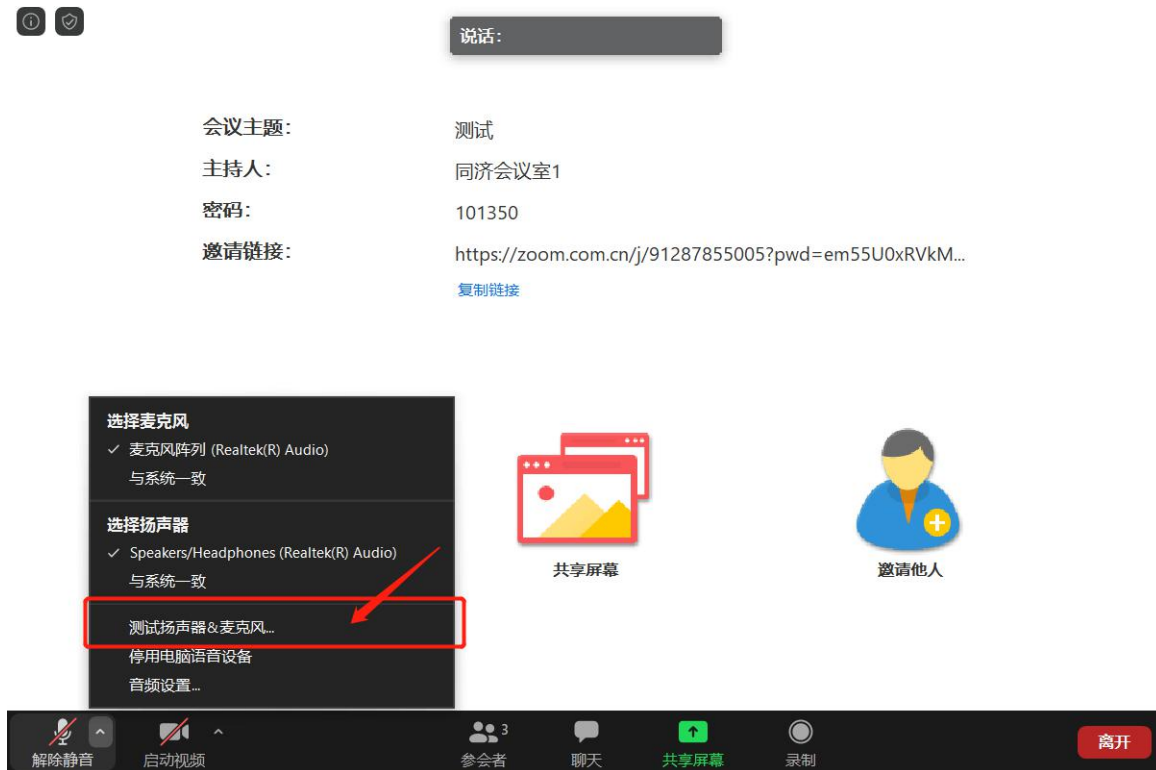 说话：
会议主题： 测试
主持人： 同济会议室1
密码： 101350
邀请链接： https://zoom.com.cn/j/91287855005?pwd=em55U0xRVkM...
复制链接
选择麦克风
麦克风阵列 (Realtek(R) Audio)
与系统一致
选择扬声器
Speakers/Headphones (Realtek(R) Audio)
与系统一致
测试扬声器&麦克风...
停用电脑语音设备
音频设置...
共享屏幕
邀请他人
解除静音
启动视频
3
参会者
聊天
共享屏幕
录制
离开